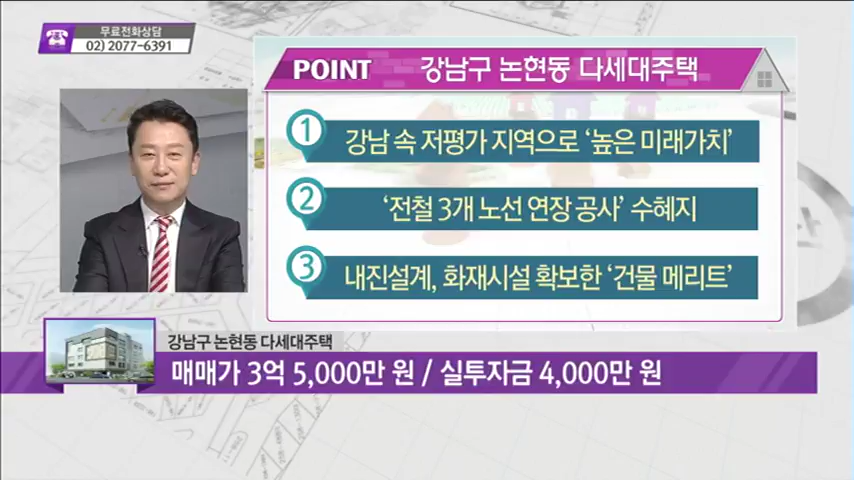 무료전화상담
02) 2077-6391
POINT 강남구 논현동 다세대주택
1 강남 속 저평가 지역으로 ‘높은 미래가치’
2 ‘전철 3개 노선 연장 공사’ 수혜지
3 내진설계, 화재시설 확보한 ‘건물 메리트’
강남구 논현동 다세대주택
매매가 3억 5,000만 원 / 실투자금 4,000만 원